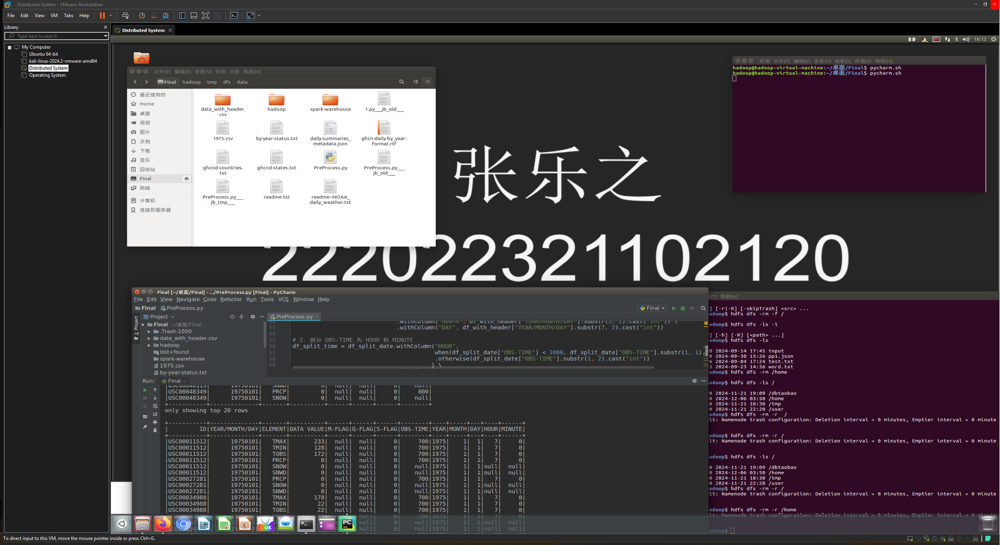 Distributed System - VMware Workstation
File Edit View VM Tabs Help
Library
Type here to search
My Computer
Ubuntu 64-bit
kali-linux-2024.2-vmware-amd64
Distributed System
Operating System
Distributed System
16:12
文件(F) 编辑(E) 查看(V) 转到 书签 帮助(H)
Final hadoop tmp dfs data
最近使用的
Home
桌面
视频
图片
文档
下载
音乐
回收站
Final
网络
计算机
连接到服务器
data_with_header.csv
hadoop
spark-warehouse
1.py___jb_old___
1975.csv
by-year-status.txt
daily-summaries_metadata.json
ghcn-daily-by_year-format.rtf
ghcnd-countries.txt
ghcnd-states.txt
PreProcess.py
PreProcess.py___jb_old___
PreProcess.py___jb_tmp___
readme.txt
readme–NOAA_daily_weather.txt
终端 文件(F) 编辑(E) 查看(V) 搜索(S) 终端(T) 帮助(H)
hadoop@hadoop-virtual-machine:~/桌面/Final$ pycharm.sh
hadoop@hadoop-virtual-machine:~/桌面/Final$ pycharm.sh
张乐之
222022321102120
Final [~/桌面/Final] - .../PreProcess.py [Final] - PyCharm
File Edit View Navigate Code Refactor Run Tools VCS Window Help
Final PreProcess.py
Final
1: Project
Project
PreProcess.py
Final ~/桌面/Final
.Trash-1000
data_with_header.csv
hadoop
lost+found
spark-warehouse
1975.csv
by-year-status.txt
52 .withColumn("MONTH", df_with_header["YEAR/MONTH/DAY"].substr(5, 2).cast("int")) \
53 .withColumn("DAY", df_with_header["YEAR/MONTH/DAY"].substr(7, 2).cast("int"))
54
55 # 2. 拆分 OBS-TIME 为 HOUR 和 MINUTE
56 df_split_time = df_split_date.withColumn("HOUR",
57 when(df_split_date["OBS-TIME"] < 1000, df_split_date["OBS-TIME"].substr(1, 1).
58 .otherwise(df_split_date["OBS-TIME"].substr(1, 2).cast("int"))
59 ) \
Run: Final
|USC00040115| 19750101| SNWD| 0| null| null| 0| null|
|USC00048349| 19750101| PRCP| 0| null| null| 0| 800|
|USC00048349| 19750101| SNOW| 0| null| null| 0| null|
+-----------+--------------+-------+----------+------+------+------+--------+
only showing top 20 rows
+-----------+--------------+-------+----------+------+------+------+--------+----+-----+---+----+------+
| ID|YEAR/MONTH/DAY|ELEMENT|DATA VALUE|M-FLAG|Q-FLAG|S-FLAG|OBS-TIME|YEAR|MONTH|DAY|HOUR|MINUTE|
+-----------+--------------+-------+----------+------+------+------+--------+----+-----+---+----+------+
|USC00011512| 19750101| TMAX| 233| null| null| 0| 700|1975| 1| 1| 7| 0|
|USC00011512| 19750101| TMIN| 128| null| null| 0| 700|1975| 1| 1| 7| 0|
|USC00011512| 19750101| TOBS| 172| null| null| 0| 700|1975| 1| 1| 7| 0|
|USC00011512| 19750101| PRCP| 0| null| null| 0| 700|1975| 1| 1| 7| 0|
|USC00011512| 19750101| SNOW| 0| null| null| 0| null|1975| 1| 1|null| null|
|USC00011512| 19750101| SNWD| 0| null| null| 0| null|1975| 1| 1|null| null|
|USC00027281| 19750101| PRCP| 0| null| null| 0| 700|1975| 1| 1| 7| 0|
|USC00027281| 19750101| SNOW| 0| null| null| 0| null|1975| 1| 1|null| null|
|USC00027281| 19750101| SNWD| 0| null| null| 0| null|1975| 1| 1|null| null|
|USC00034988| 19750101| TMAX| 178| null| null| 0| 700|1975| 1| 1| 7| 0|
|USC00034988| 19750101| TMIN| 22| null| null| 0| 700|1975| 1| 1| 7| 0|
|USC00034988| 19750101| TOBS| 22| null| null| 0| 700|1975| 1| 1| 7| 0|
(T) 帮助(H)
] [-r|-R] [-skipTrash] <src> ...
adoop$ hdfs dfs -rm -f /
adoop$ hdfs dfs -ls -l
] [-h] [-R] [<path> ...]
adoop$ hdfs dfs -ls
0 2024-09-14 17:45 input
0 2024-09-30 15:26 pp1.json
6 2024-09-04 17:24 test.txt
5 2024-09-23 14:56 word.txt
adoop$ hdfs dfs -rm /home
adoop$ hdfs dfs -ls /
0 2024-11-21 19:09 /dbtaobao
0 2024-12-06 03:50 /home
0 2024-11-21 18:38 /tmp
0 2024-11-21 22:20 /user
adoop$ hdfs dfs -rm -r  /
lt: Namenode trash configuration: Deletion interval = 0 minutes, Emptier interval = 0 minute
adoop$ hdfs dfs -rm -r /
lt: Namenode trash configuration: Deletion interval = 0 minutes, Emptier interval = 0 minute
adoop$ hdfs dfs -ls /
0 2024-11-21 19:09 /dbtaobao
0 2024-12-06 03:50 /home
0 2024-11-21 18:38 /tmp
0 2024-11-21 22:20 /user
adoop$ hdfs dfs -rm -r /
lt: Namenode trash configuration: Deletion interval = 0 minutes, Emptier interval = 0 minute
adoop$ hdfs dfs -rm -r /home
lt: Namenode trash configuration: Deletion interval = 0 minutes, Emptier interval = 0 minute
adoop$
UK
PC
To direct input to this VM, move the mouse pointer inside or press Ctrl+G.